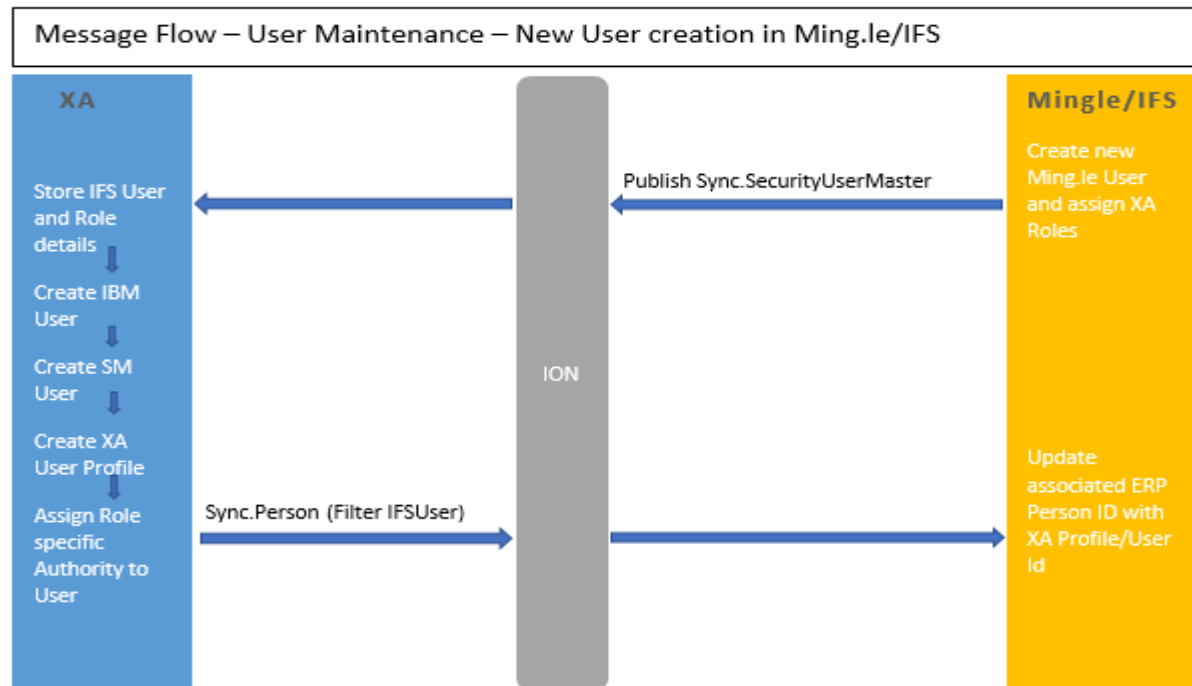 Message Flow – User Maintenance – New User creation in Ming.le/IFS
XA
Store IFS User
and Role
details
Create IBM
User
Create SM
User
Create XA
User Profile
Assign Role
specific
Authority to
User
Sync.Person (Filter IFSUser)
ION
Publish Sync.SecurityUserMaster
Mingle/IFS
Create new
Ming.le User
and assign XA
Roles
Update
associated ERP
Person ID with
XA Profile/User
Id